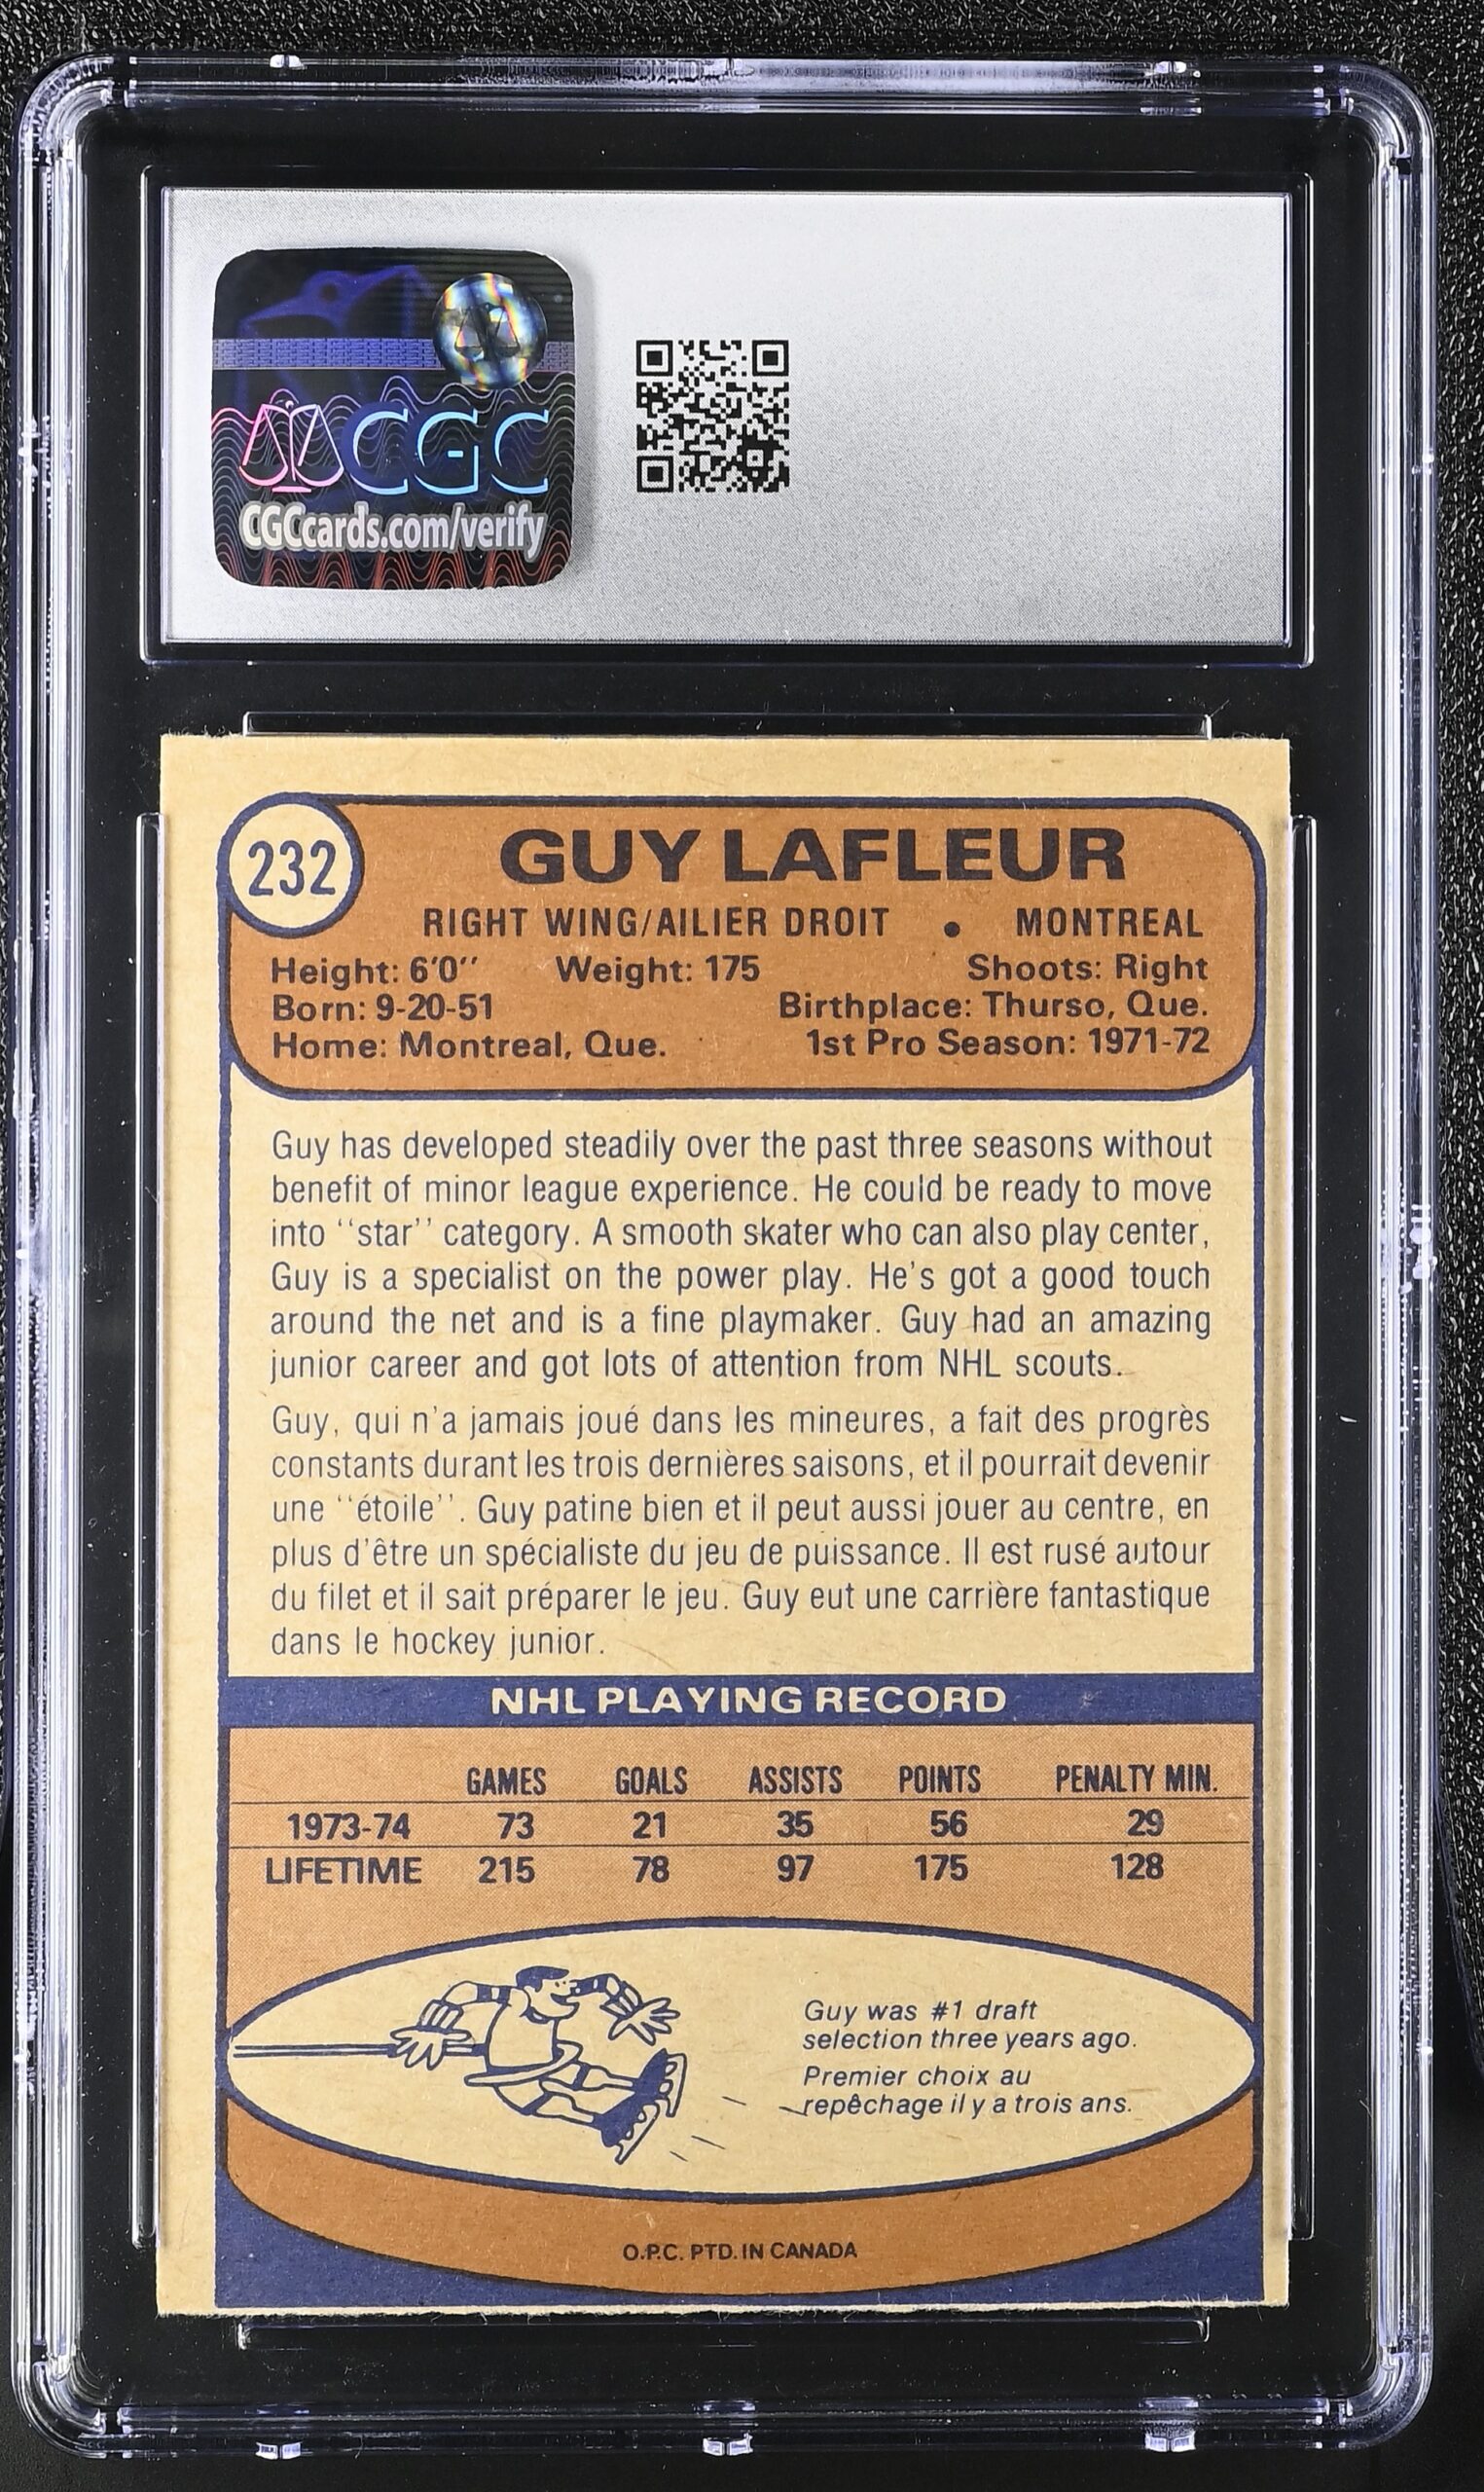 CGC
CGCcards.com/verify
232
GUY LAFLEUR
RIGHT WING/AILIER DROIT • MONTREAL
Height: 6'0'' Weight: 175 Shoots: Right
Born: 9-20-51 Birthplace: Thurso, Que.
Home: Montreal, Que. 1st Pro Season: 1971-72
Guy has developed steadily over the past three seasons without
benefit of minor league experience. He could be ready to move
into ''star'' category. A smooth skater who can also play center,
Guy is a specialist on the power play. He's got a good touch
around the net and is a fine playmaker. Guy had an amazing
junior career and got lots of attention from NHL scouts.
Guy, qui n'a jamais joué dans les mineures, a fait des progrès
constants durant les trois dernières saisons, et il pourrait devenir
une ''étoile''. Guy patine bien et il peut aussi jouer au centre, en
plus d'être un spécialiste du jeu de puissance. Il est rusé autour
du filet et il sait préparer le jeu. Guy eut une carrière fantastique
dans le hockey junior.
NHL PLAYING RECORD
GAMES GOALS ASSISTS POINTS PENALTY MIN.
1973-74 73 21 35 56 29
LIFETIME 215 78 97 175 128
Guy was #1 draft
selection three years ago.
Premier choix au
repêchage il y a trois ans.
O.P.C. PTD. IN CANADA